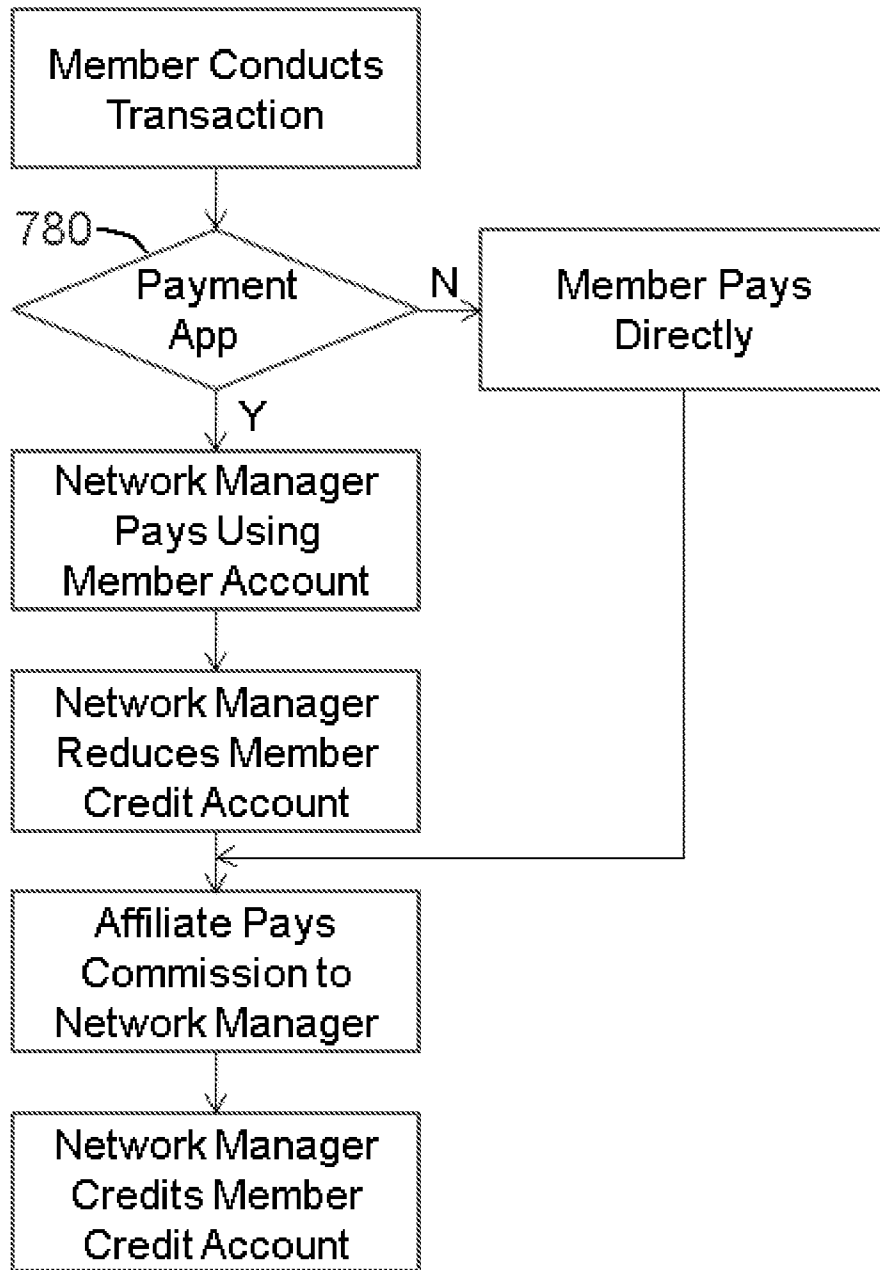 Member Conducts
Transaction
780
Payment
App
N
Member Pays
Directly
Y
Network Manager
Pays Using
Member Account
Network Manager
Reduces Member
Credit Account
Affiliate Pays
Commission to
Network Manager
Network Manager
Credits Member
Credit Account